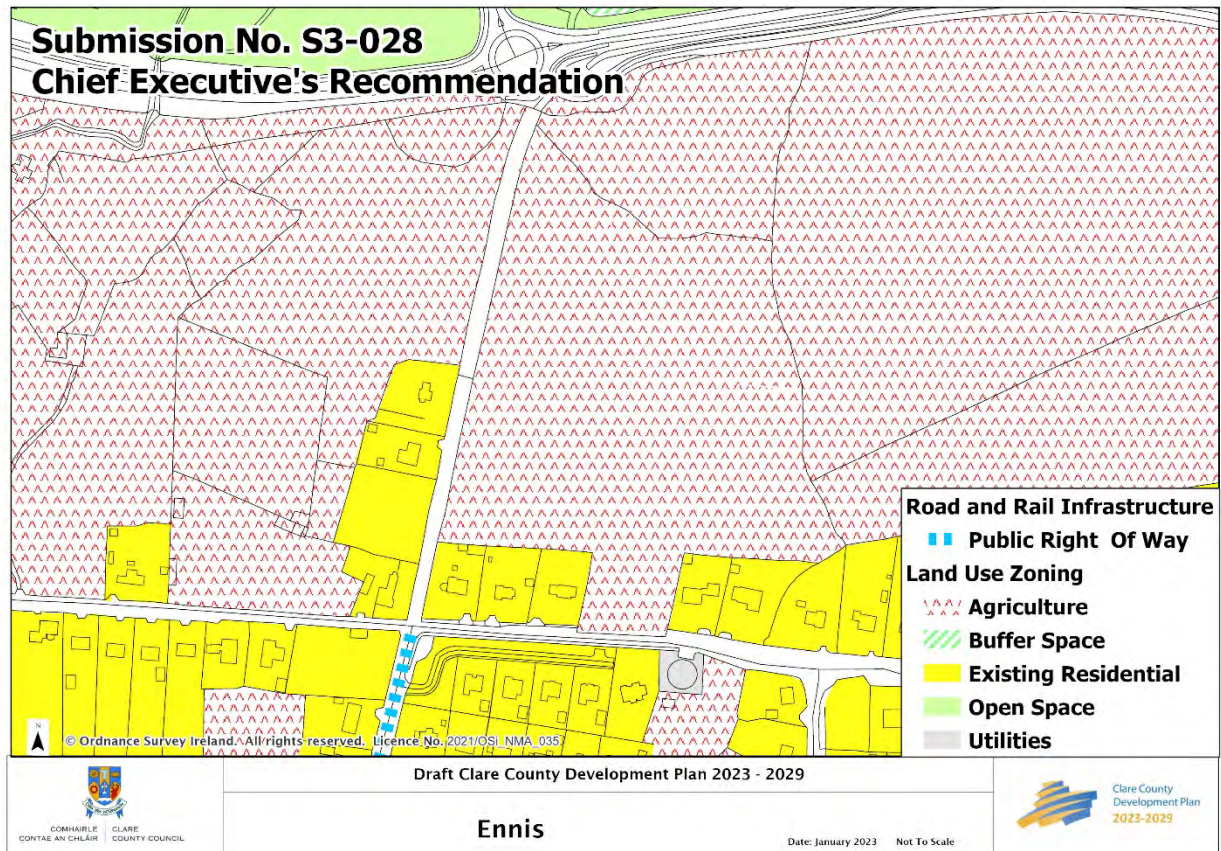 Submission No. S3-028
Chief Executive's Recommendation
Road and Rail Infrastructure
Public Right Of Way
Land Use Zoning
Agriculture
Buffer Space
Existing Residential
Open Space
Utilities
N
© Ordnance Survey Ireland. All rights reserved. Licence No. 2021/OSi_NMA_035
Draft Clare County Development Plan 2023 - 2029
COMHAIRLE CONTAE AN CHLÁIR
CLARE COUNTY COUNCIL
Ennis
Date: January 2023 Not To Scale
Clare County
Development Plan
2023-2029